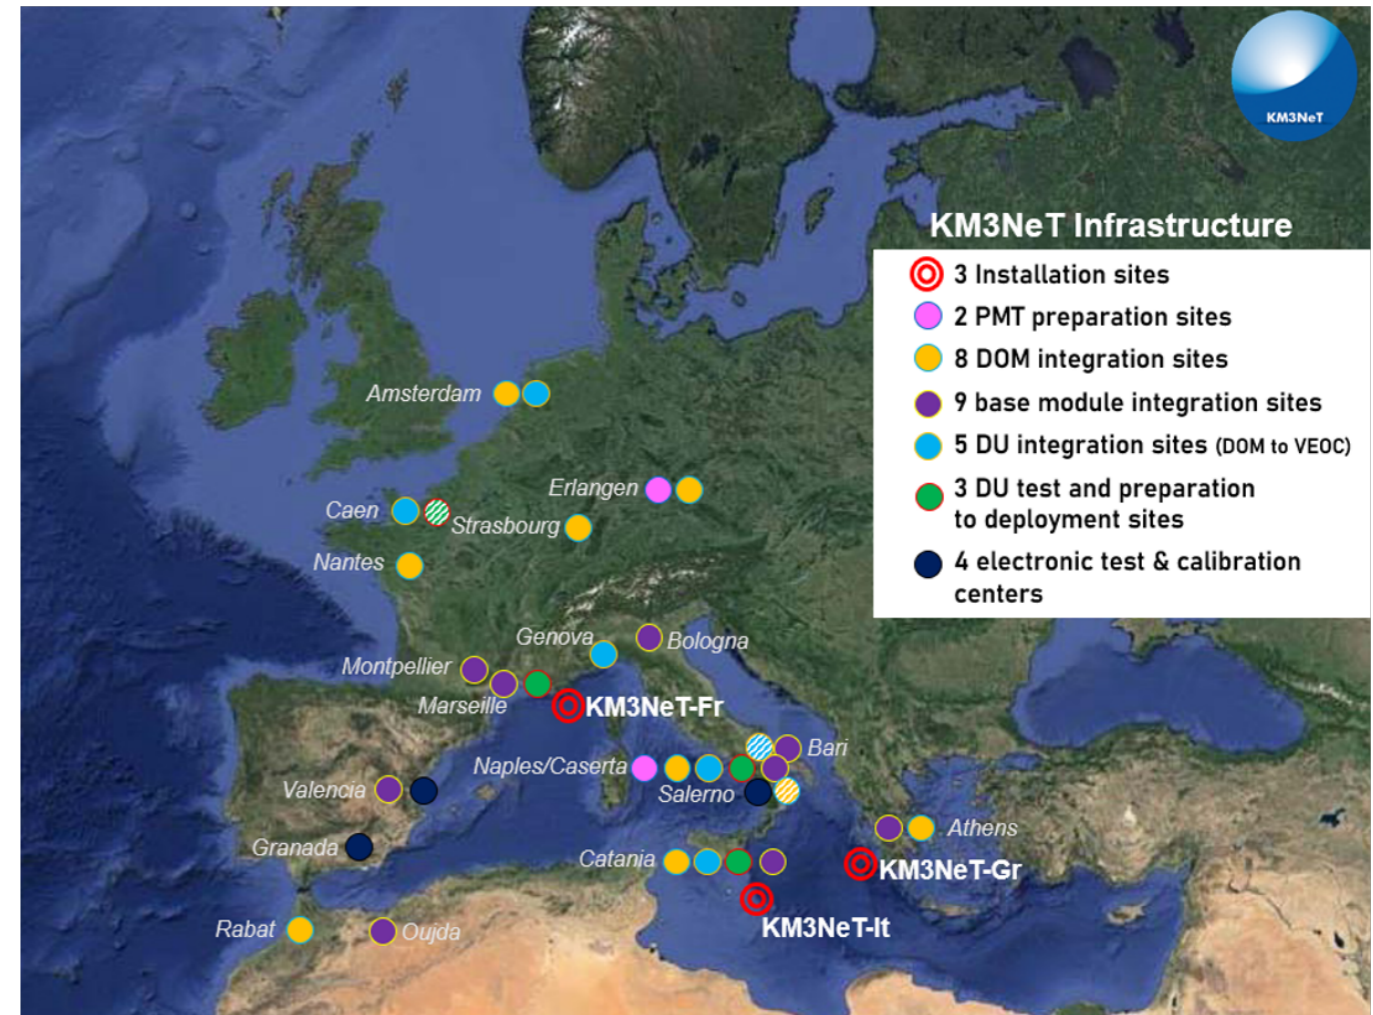 KM3NeT
KM3NeT Infrastructure
3 Installation sites
2 PMT preparation sites
8 DOM integration sites
9 base module integration sites
5 DU integration sites (DOM to VEOC)
3 DU test and preparation
to deployment sites
4 electronic test & calibration
centers
Amsterdam
Erlangen
Caen
Strasbourg
Nantes
Genova
Bologna
Montpellier
Marseille
KM3NeT-Fr
Bari
Naples/Caserta
Valencia
Salerno
Athens
Granada
Catania
KM3NeT-Gr
KM3NeT-It
Rabat
Oujda